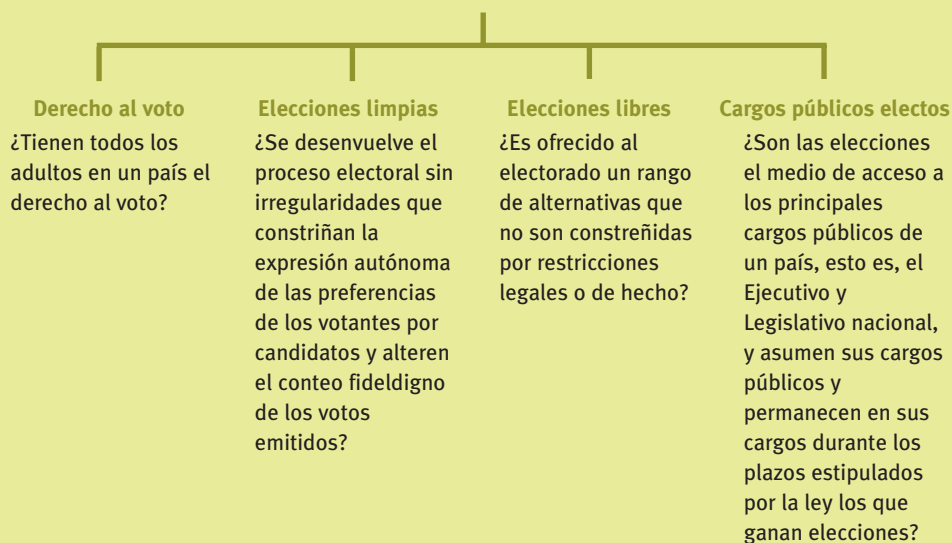 Derecho al voto
¿Tienen todos los
adultos en un país el
derecho al voto?
Elecciones limpias
¿Se desenvuelve el
proceso electoral sin
irregularidades que
constriñan la
expresión autónoma
de las preferencias
de los votantes por
candidatos y alteren
el conteo fideldigno
de los votos
emitidos?
Elecciones libres
¿Es ofrecido al
electorado un rango
de alternativas que
no son constreñidas
por restricciones
legales o de hecho?
Cargos públicos electos
¿Son las elecciones
el medio de acceso a
los principales
cargos públicos de
un país, esto es, el
Ejecutivo y
Legislativo nacional,
y asumen sus cargos
públicos y
permanecen en sus
cargos durante los
plazos estipulados
por la ley los que
ganan elecciones?